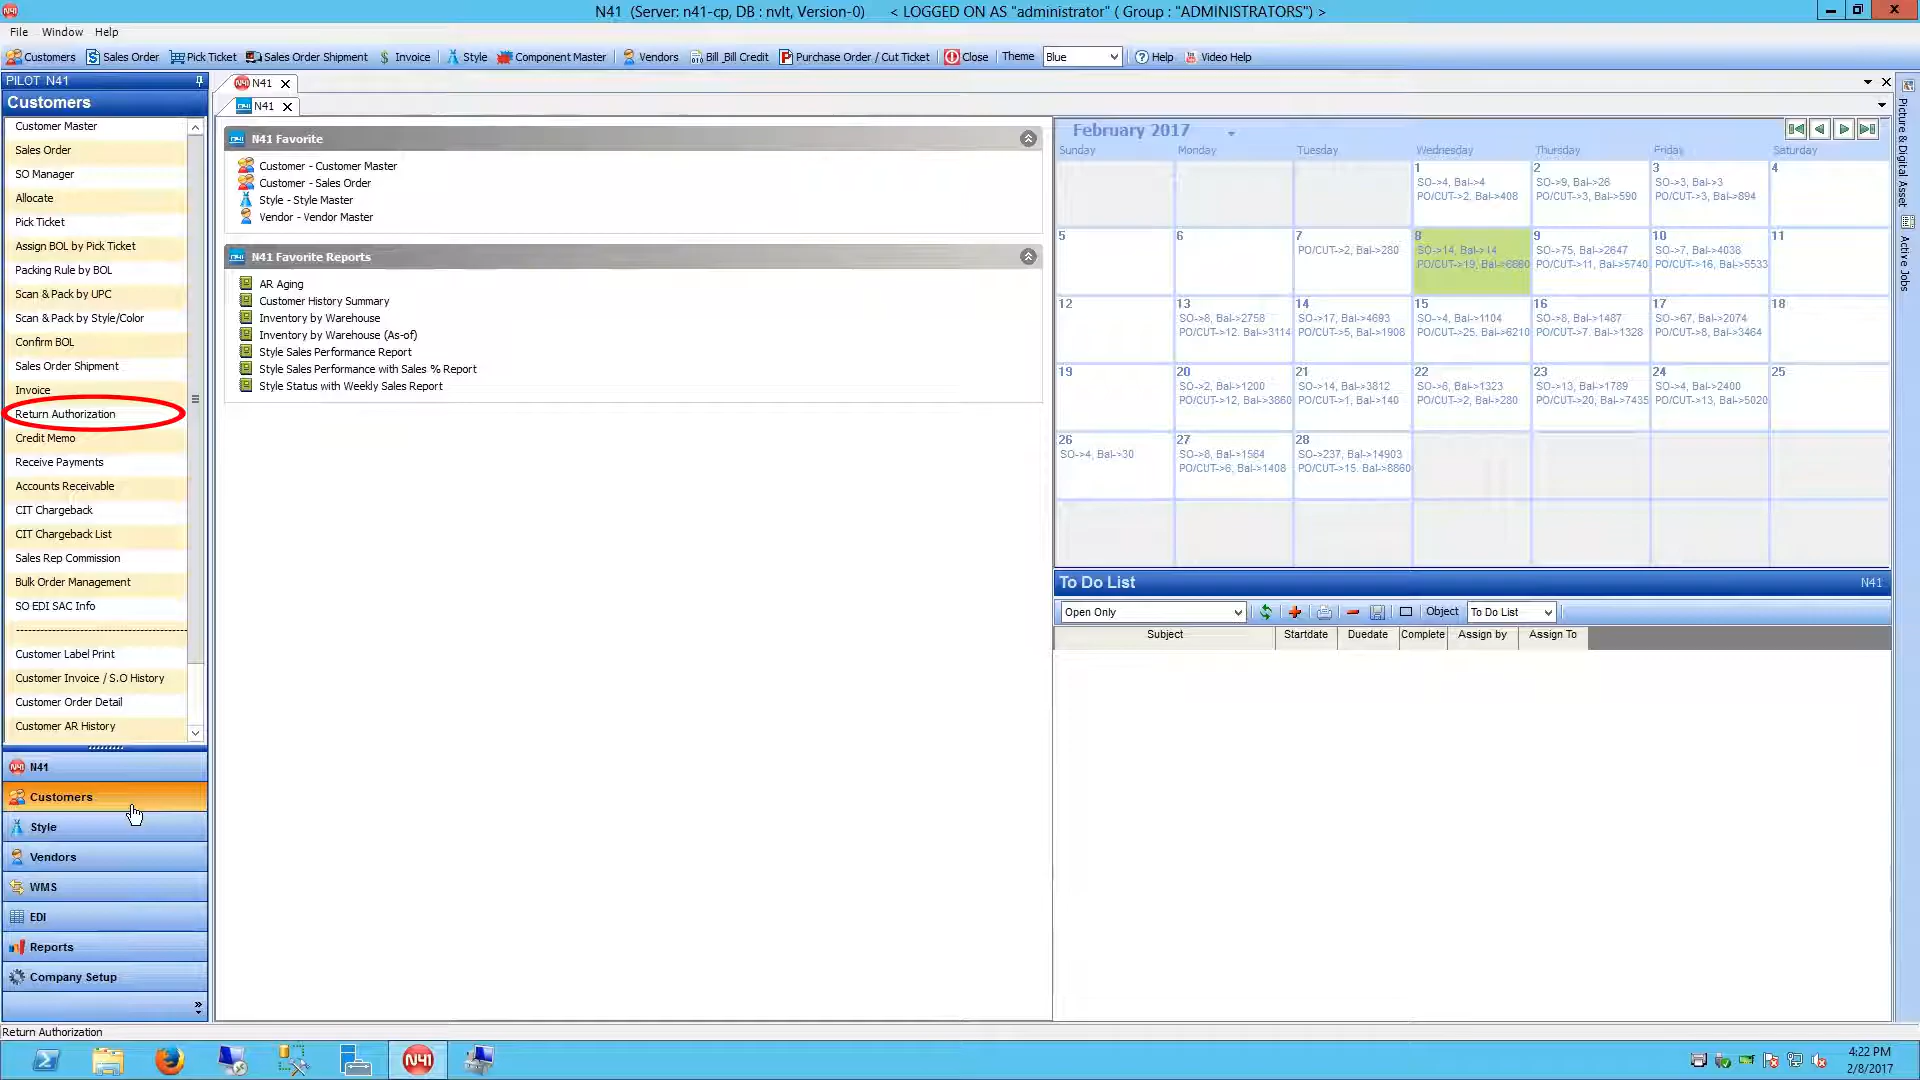 N41 (Server: n41-cp, DB : nvlt, Version-0) < LOGGED ON AS "administrator" ( Group : "ADMINISTRATORS") >
File Window Help
Customers Sales Order Pick Ticket Sales Order Shipment Invoice Style Component Master Vendors Bill ,Bill Credit Purchase Order / Cut Ticket Close Theme Blue Help Video Help
PILOT N41
Customers
Customer Master
Sales Order
SO Manager
Allocate
Pick Ticket
Assign BOL by Pick Ticket
Packing Rule by BOL
Scan & Pack by UPC
Scan & Pack by Style/Color
Confirm BOL
Sales Order Shipment
Invoice
Return Authorization
Credit Memo
Receive Payments
Accounts Receivable
CIT Chargeback
CIT Chargeback List
Sales Rep Commission
Bulk Order Management
SO EDI SAC Info
Customer Label Print
Customer Invoice / S.O History
Customer Order Detail
Customer AR History
N41
Customers
Style
Vendors
WMS
EDI
Reports
Company Setup
Return Authorization
N41
N41
N41 Favorite
Customer - Customer Master
Customer - Sales Order
Style - Style Master
Vendor - Vendor Master
N41 Favorite Reports
AR Aging
Customer History Summary
Inventory by Warehouse
Inventory by Warehouse (As-of)
Style Sales Performance Report
Style Sales Performance with Sales % Report
Style Status with Weekly Sales Report
February 2017
Sunday Monday Tuesday Wednesday Thursday Friday Saturday
1 2 3 4
SO->4, Bal->4 SO->9, Bal->26 SO->3, Bal->3
PO/CUT->2, Bal->408 PO/CUT->3, Bal->590 PO/CUT->3, Bal->894
5 6 7 8 9 10 11
PO/CUT->2, Bal->280 SO->14, Bal->14 SO->75, Bal->2647 SO->7, Bal->4038
PO/CUT->19, Bal->6860 PO/CUT->11, Bal->5740 PO/CUT->16, Bal->5533
12 13 14 15 16 17 18
SO->8, Bal->2758 SO->17, Bal->4693 SO->4, Bal->1104 SO->8, Bal->1487 SO->67, Bal->2074
PO/CUT->12, Bal->3114 PO/CUT->5, Bal->1908 PO/CUT->25, Bal->6210 PO/CUT->7, Bal->1328 PO/CUT->8, Bal->3464
19 20 21 22 23 24 25
SO->2, Bal->1200 SO->14, Bal->3812 SO->6, Bal->1323 SO->13, Bal->1789 SO->4, Bal->2400
PO/CUT->12, Bal->3860 PO/CUT->1, Bal->140 PO/CUT->2, Bal->280 PO/CUT->20, Bal->7435 PO/CUT->13, Bal->5020
26 27 28
SO->4, Bal->30 SO->8, Bal->1564 SO->237, Bal->14903
PO/CUT->6, Bal->1408 PO/CUT->15, Bal->8860
To Do List N41
Open Only Object To Do List
Subject Startdate Duedate Complete Assign by Assign To
Picture & Digital Asset
Active Jobs
N41
4:22 PM
2/8/2017